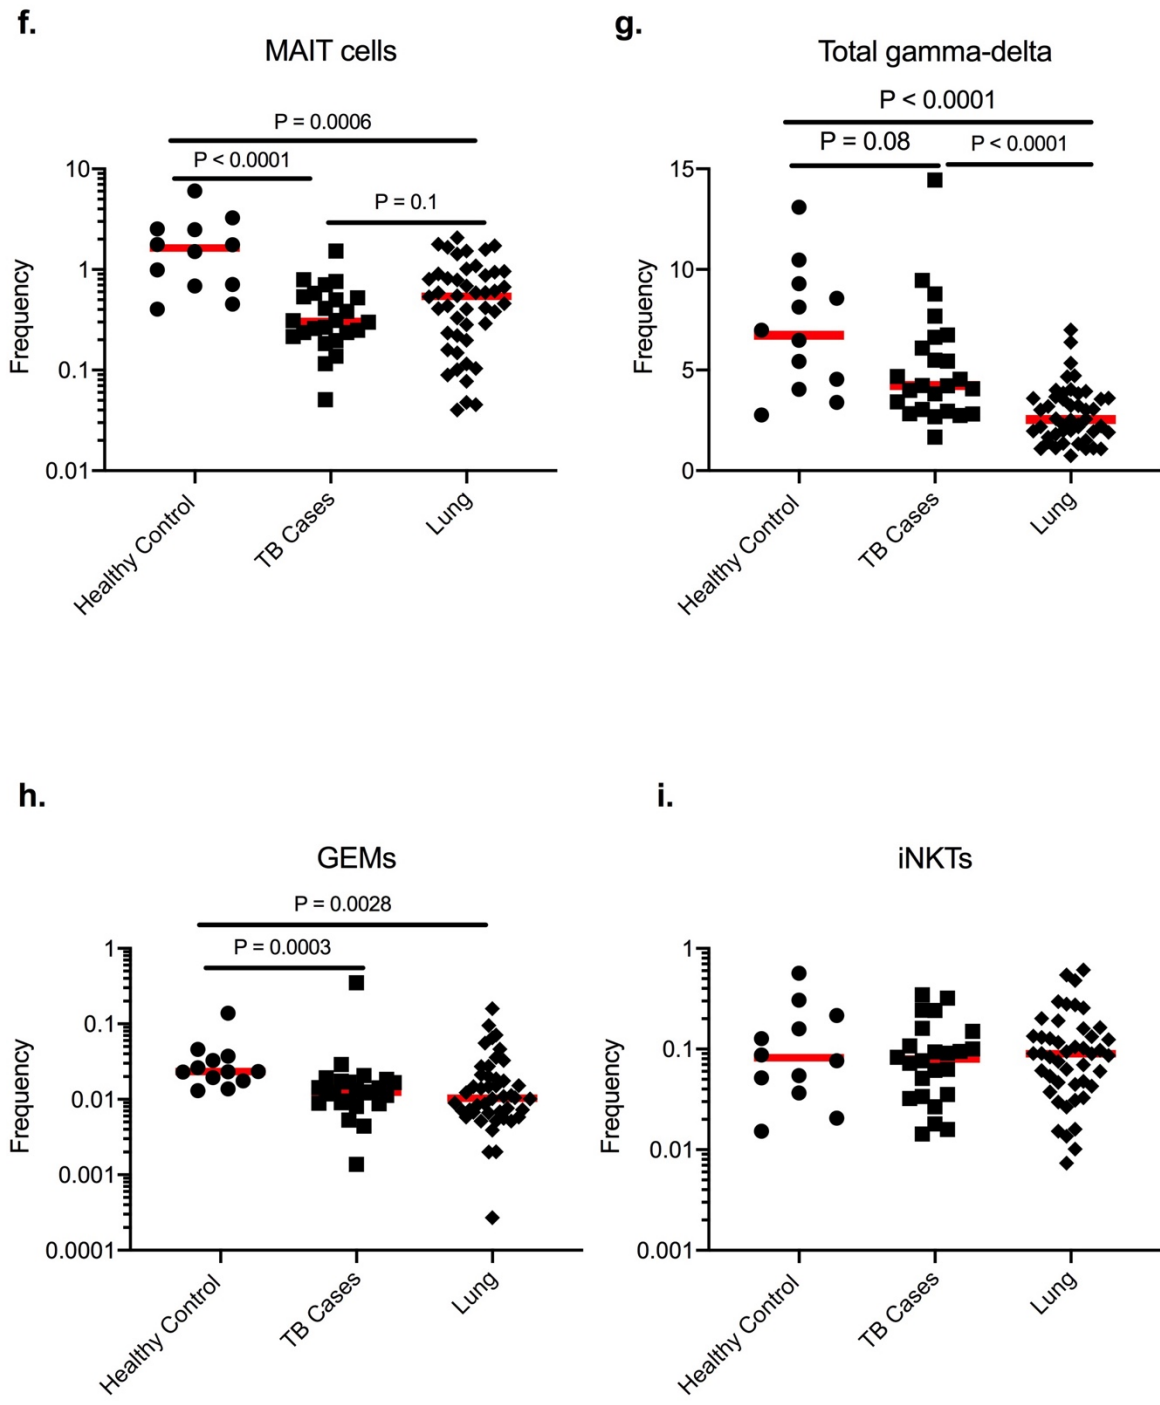 f.
MAIT cells
P = 0.0006
P < 0.0001
P = 0.1
10
1
0.1
0.01
Frequency
Healthy Control
TB Cases
Lung
g.
Total gamma-delta
P < 0.0001
P = 0.08
P < 0.0001
15
10
5
0
Frequency
Healthy Control
TB Cases
Lung
h.
GEMs
P = 0.0028
P = 0.0003
1
0.1
0.01
0.001
0.0001
Frequency
Healthy Control
TB Cases
Lung
i.
iNKTs
1
0.1
0.01
0.001
Frequency
Healthy Control
TB Cases
Lung